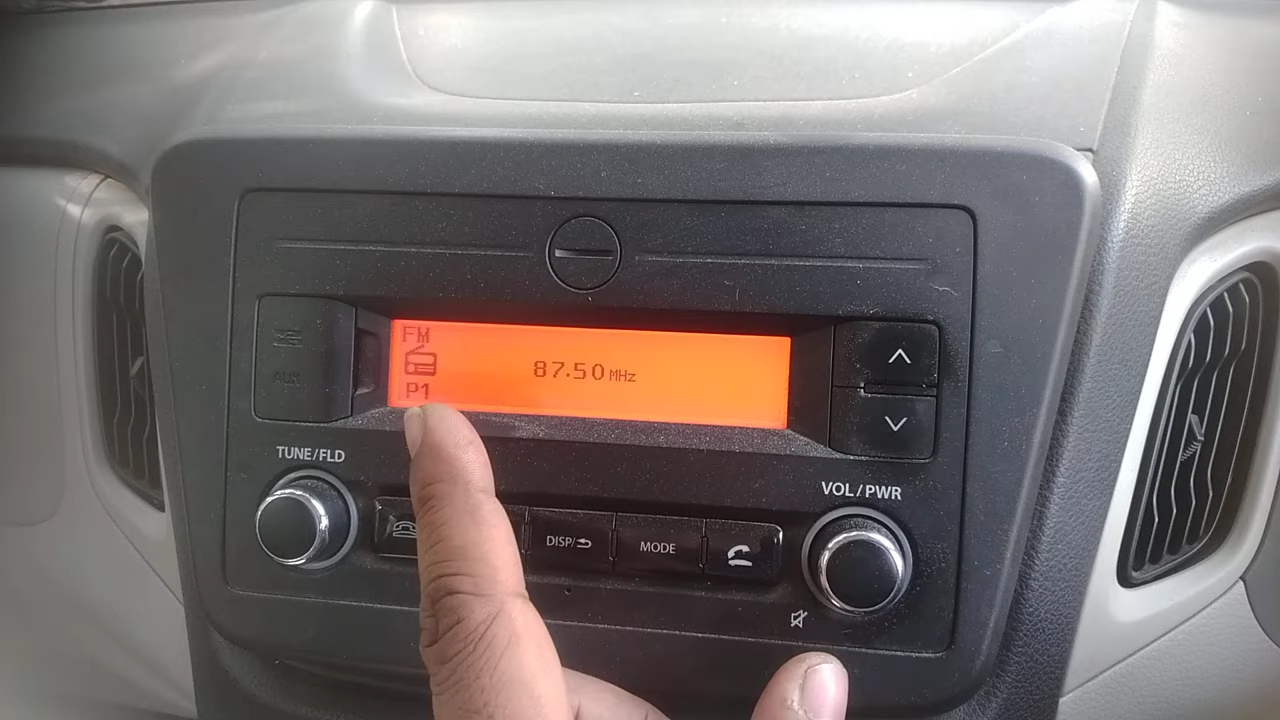 FM
87.50 MHz
P1
AUX
TUNE/FLD
VOL/PWR
DISP/
MODE